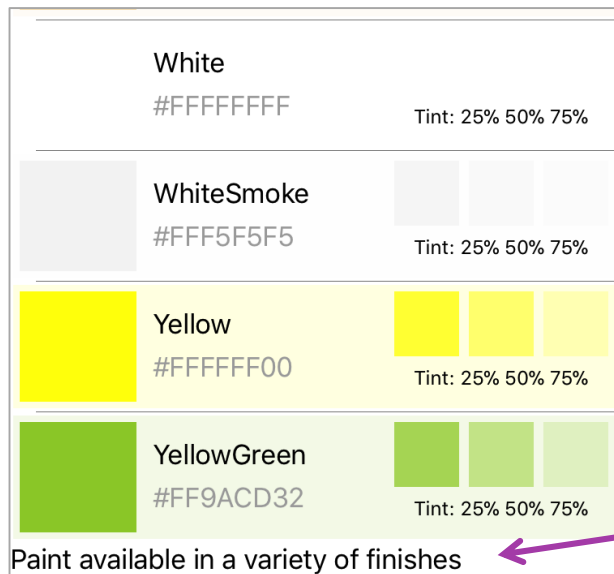 White
#FFFFFFFF
Tint: 25% 50% 75%
WhiteSmoke
#FFF5F5F5
Tint: 25% 50% 75%
Yellow
#FFFFFF00
Tint: 25% 50% 75%
YellowGreen
#FF9ACD32
Tint: 25% 50% 75%
Paint available in a variety of finishes